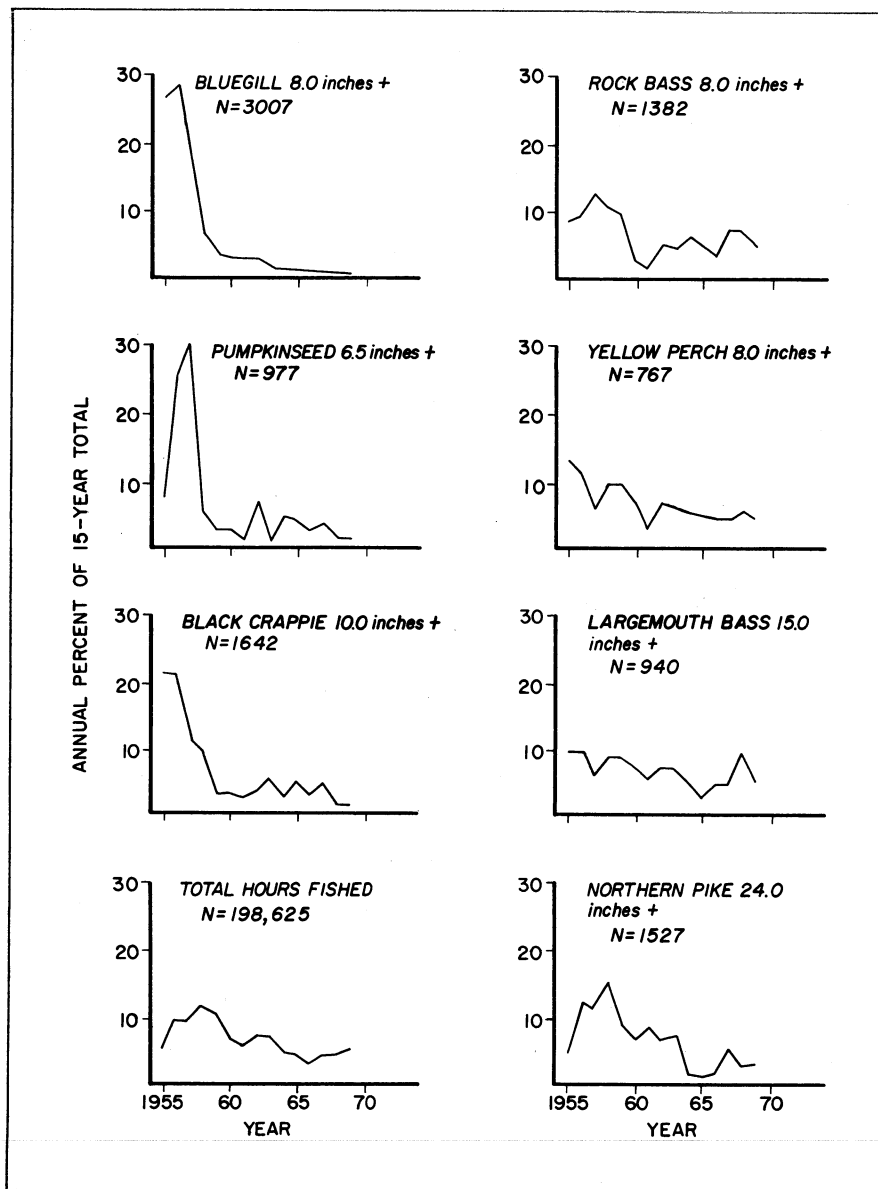 ANNUAL PERCENT OF 15-YEAR TOTAL
30
20
10
BLUEGILL 8.0 inches +
N=3007
30
20
10
ROCK BASS 8.0 inches +
N=1382
30
20
10
PUMPKINSEED 6.5 inches +
N=977
30
20
10
YELLOW PERCH 8.0 inches +
N=767
30
20
10
BLACK CRAPPIE 10.0 inches +
N=1642
30
20
10
LARGEMOUTH BASS 15.0
inches +
N=940
30
20
10
TOTAL HOURS FISHED
N=198,625
1955 60 65 70
YEAR
30
20
10
NORTHERN PIKE 24.0
inches +
N=1527
1955 60 65 70
YEAR